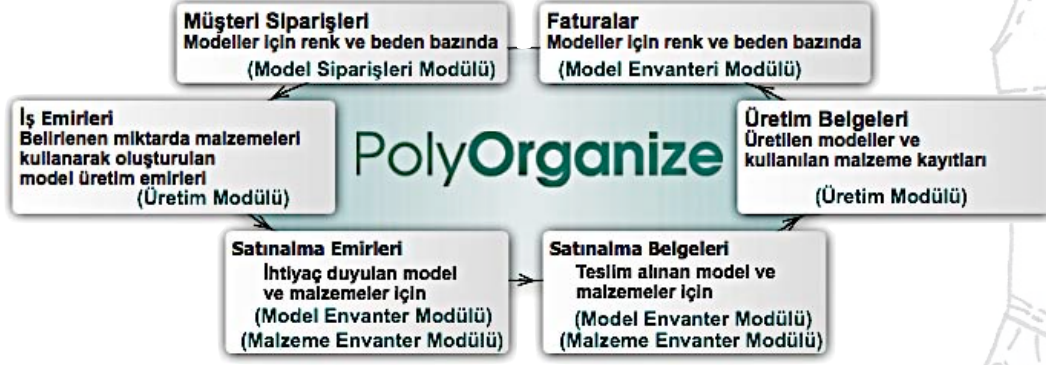 Müşteri Siparişleri
Modeller için renk ve beden bazında
(Model Siparişleri Modülü)
Faturalar
Modeller için renk ve beden bazında
(Model Envanteri Modülü)
İş Emirleri
Belirlenen miktarda malzemeleri
kullanarak oluşturulan
model üretim emirleri
(Üretim Modülü)
PolyOrganize
Üretim Belgeleri
Üretilen modeller ve
kullanılan malzeme kayıtları
(Üretim Modülü)
Satınalma Emirleri
İhtiyaç duyulan model
ve malzemeler için
(Model Envanter Modülü)
(Malzeme Envanter Modülü)
Satınalma Belgeleri
Teslim alınan model ve
malzemeler için
(Model Envanter Modülü)
(Malzeme Envanter Modülü)